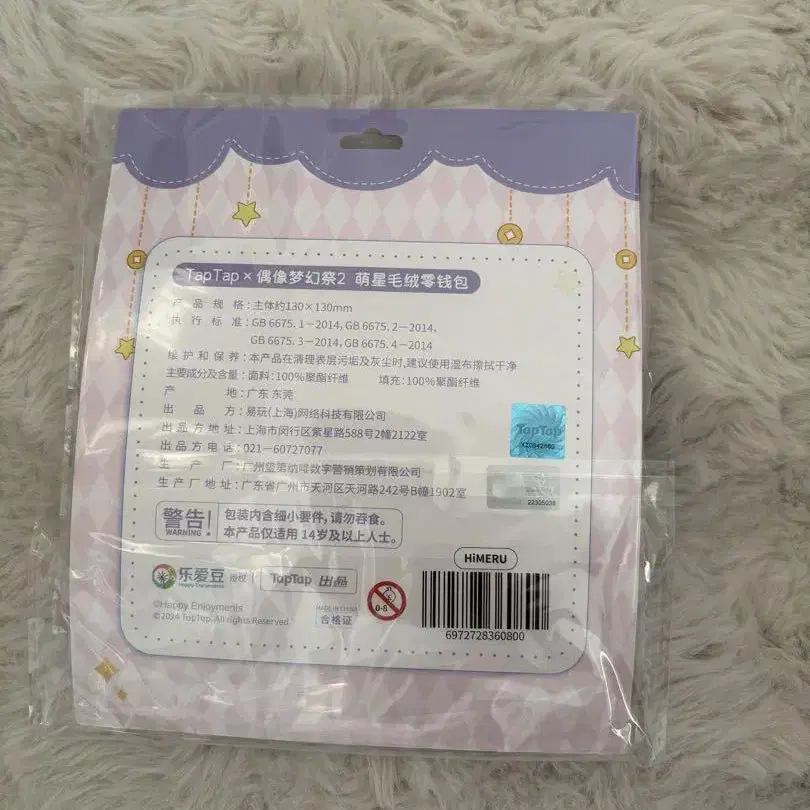 TapTap × 偶像梦幻祭2 萌星毛绒零钱包
产品规格:主体约130×130mm
执行标准:GB 6675.1-2014, GB 6675.2-2014,
GB 6675.3-2014, GB 6675.4-2014
维护和保养:本产品在清理表层污垢及灰尘时,建议使用湿布擦拭干净
主要成分及含量:面料:100%聚酯纤维 填充:100%聚酯纤维
产地:广东 东莞
出品方:易玩(上海)网络科技有限公司
出品方地址:上海市闵行区紫星路588号2幢2122室
出品方电话:021-60727077
生产厂:广州玺第纳啡数字营销策划有限公司
生产厂地址:广东省广州市天河区天河路242号B幢1902室
TapTap
22305038
警告!
WARNING
包装内含细小要件,请勿吞食。
本产品仅适用 14岁及以上人士。
HiMERU
乐爱豆 授权 TapTap 出品
Happy Elements
©Happy Enjoyments
©2024 TapTap. All rights Reserved
MADE IN CHINA
合格证
6972728360800